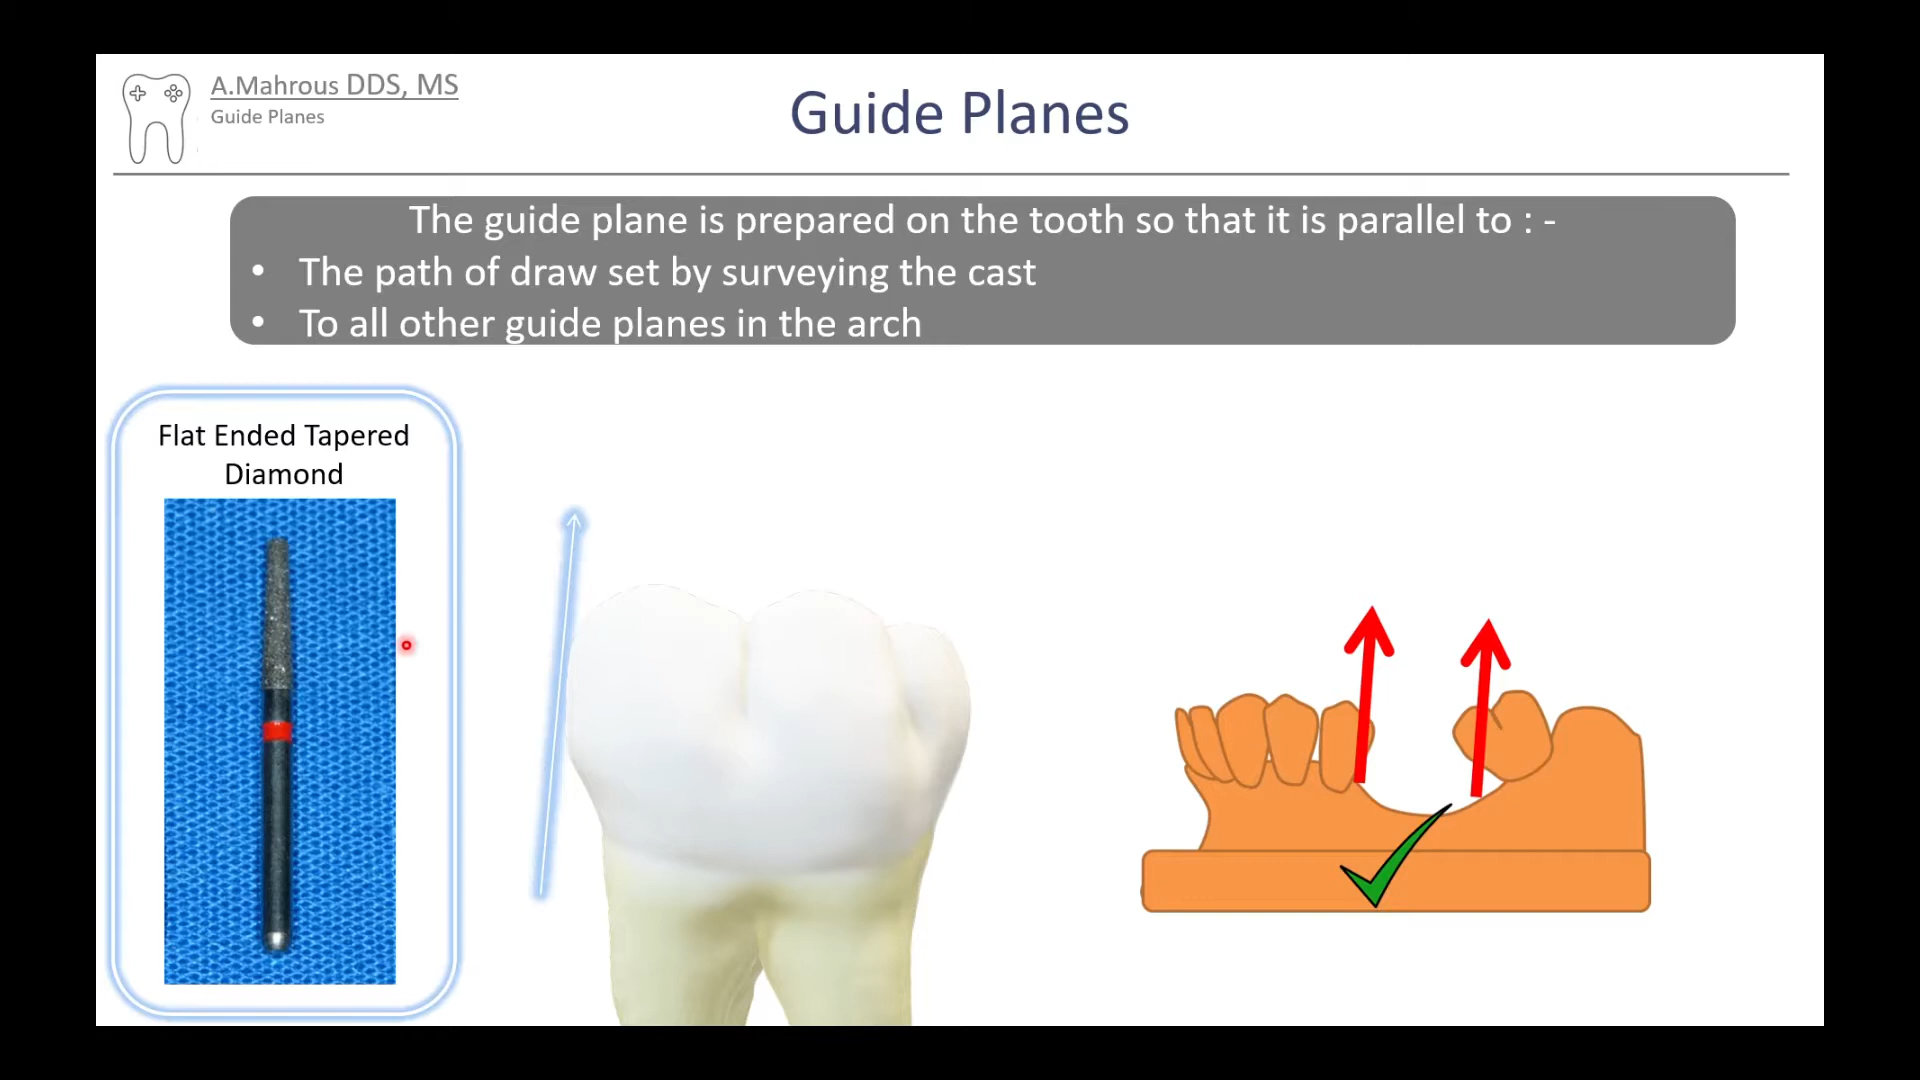 A.Mahrous DDS, MS
Guide Planes
Guide Planes
The guide plane is prepared on the tooth so that it is parallel to : -
• The path of draw set by surveying the cast
• To all other guide planes in the arch
Flat Ended Tapered
Diamond